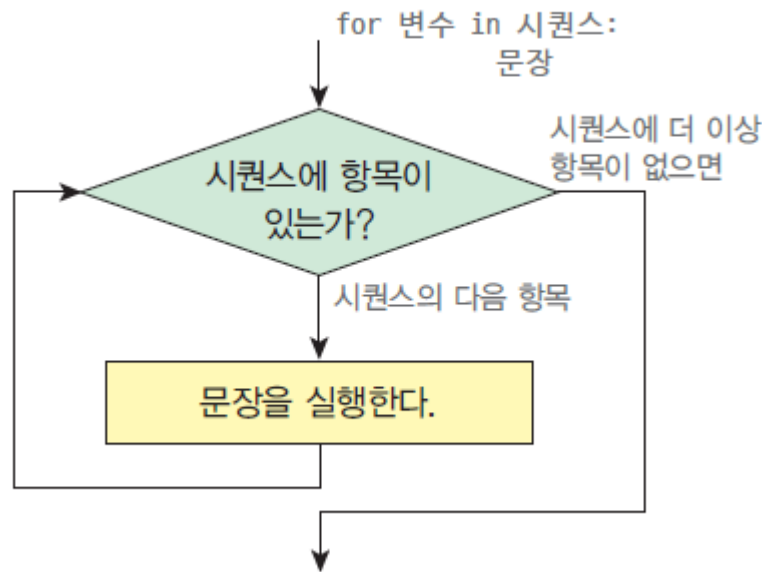 for 변수 in 시퀀스:
문장
시퀀스에 더 이상
항목이 없으면
시퀀스에 항목이
있는가?
시퀀스의 다음 항목
문장을 실행한다.